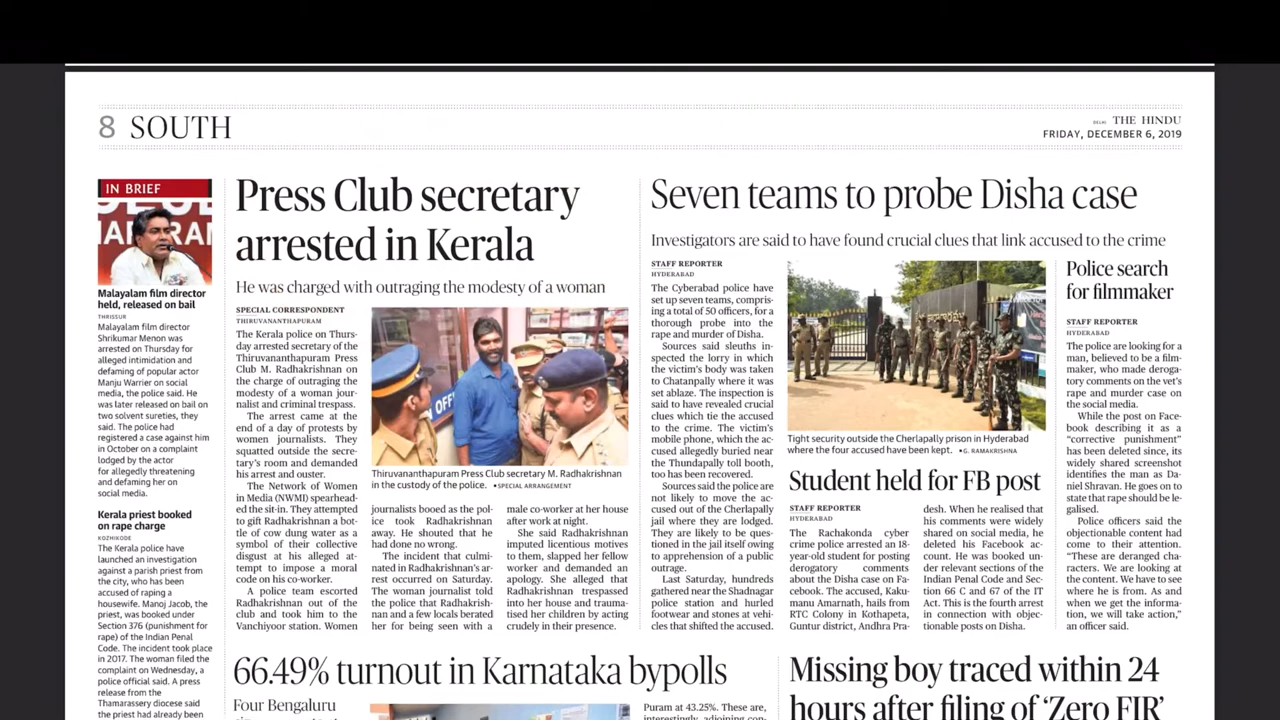 8 SOUTH
DELHI THE HINDU
FRIDAY, DECEMBER 6, 2019
IN BRIEF
Malayalam film director
held, released on bail
THRISSUR
Malayalam film director
Shrikumar Menon was
arrested on Thursday for
alleged intimidation and
defaming of popular actor
Manju Warrier on social
media, the police said. He
was later released on bail on
two solvent sureties, they
said. The police had
registered a case against him
in October on a complaint
lodged by the actor
for allegedly threatening
and defaming her on
social media.
Kerala priest booked
on rape charge
KOZHIKODE
The Kerala police have
launched an investigation
against a parish priest from
the city, who has been
accused of raping a
housewife. Manoj Jacob, the
priest, was booked under
Section 376 (punishment for
rape) of the Indian Penal
Code. The incident took place
in 2017. The woman filed the
complaint on Wednesday, a
police official said. A press
release from the
Thamarassery diocese said
the priest had already been
Press Club secretary
arrested in Kerala
He was charged with outraging the modesty of a woman
SPECIAL CORRESPONDENT
THIRUVANANTHAPURAM
The Kerala police on Thurs-
day arrested secretary of the
Thiruvananthapuram Press
Club M. Radhakrishnan on
the charge of outraging the
modesty of a woman jour-
nalist and criminal trespass.
The arrest came at the
end of a day of protests by
women journalists. They
squatted outside the secre-
tary's room and demanded
his arrest and ouster.
The Network of Women
in Media (NWMI) spearhead-
ed the sit-in. They attempted
to gift Radhakrishnan a bot-
tle of cow dung water as a
symbol of their collective
disgust at his alleged at-
tempt to impose a moral
code on his co-worker.
A police team escorted
Radhakrishnan out of the
club and took him to the
Vanchiyoor station. Women
Thiruvananthapuram Press Club secretary M. Radhakrishnan
in the custody of the police. •SPECIAL ARRANGEMENT
journalists booed as the pol-
ice took Radhakrishnan
away. He shouted that he
had done no wrong.
The incident that culmi-
nated in Radhakrishnan's ar-
rest occurred on Saturday.
The woman journalist told
the police that Radhakrish-
nan and a few locals berated
her for being seen with a
male co-worker at her house
after work at night.
She said Radhakrishnan
imputed licentious motives
to them, slapped her fellow
worker and demanded an
apology. She alleged that
Radhakrishnan trespassed
into her house and trauma-
tised her children by acting
crudely in their presence.
Seven teams to probe Disha case
Investigators are said to have found crucial clues that link accused to the crime
STAFF REPORTER
HYDERABAD
The Cyberabad police have
set up seven teams, compris-
ing a total of 50 officers, for
a thorough probe into the
rape and murder of Disha.
Sources said sleuths in-
spected the lorry in which
the victim's body was taken
to Chatanpally where it was
set ablaze. The inspection
is said to have revealed crucial
clues which tie the accused
to the crime. The victim's
mobile phone, which the ac-
cused allegedly buried near
the Thundapally toll booth,
too has been recovered.
Sources said the police are
not likely to move the ac-
cused out of the Cherlapally
jail where they are lodged.
They are likely to be ques-
tioned in the jail itself owing
to apprehension of a public
outrage.
Last Saturday, hundreds
gathered near the Shadnagar
police station and hurled
footwear and stones at vehi-
cles that shifted the accused.
Tight security outside the Cherlapally prison in Hyderabad
where the four accused have been kept. •G. RAMAKRISHNA
Student held for FB post
STAFF REPORTER
HYDERABAD
The Rachakonda cyber
crime police arrested an 18-
year-old student for posting
derogatory comments
about the Disha case on Fa-
cebook. The accused, Kaku-
manu Amarnath, hails from
RTC Colony in Kothapeta,
Guntur district, Andhra Pra-
desh. When he realised that
his comments were widely
shared on social media, he
deleted his Facebook ac-
count. He was booked un-
der relevant sections of the
Indian Penal Code and Sec-
tion 66 C and 67 of the IT
Act. This is the fourth arrest
in connection with objec-
tionable posts on Disha.
Police search
for filmmaker
STAFF REPORTER
HYDERABAD
The police are looking for a
man, believed to be a film-
maker, who made deroga-
tory comments on the vet's
rape and murder case on
the social media.
While the post on Face-
book describing it as a
“corrective punishment”
has been deleted since, its
widely shared screenshot
identifies the man as Da-
niel Shravan. He goes on to
state that rape should be le-
galised.
Police officers said the
objectionable content had
come to their attention.
“These are deranged cha-
racters. We are looking at
the content. We have to see
where he is from. As and
when we get the informa-
tion, we will take action,”
an officer said.
66.49% turnout in Karnataka bypolls
Four Bengaluru
Puram at 43.25%. These are,
interestingly, adjoining con-
Missing boy traced within 24
hours after filing of ‘Zero FIR’